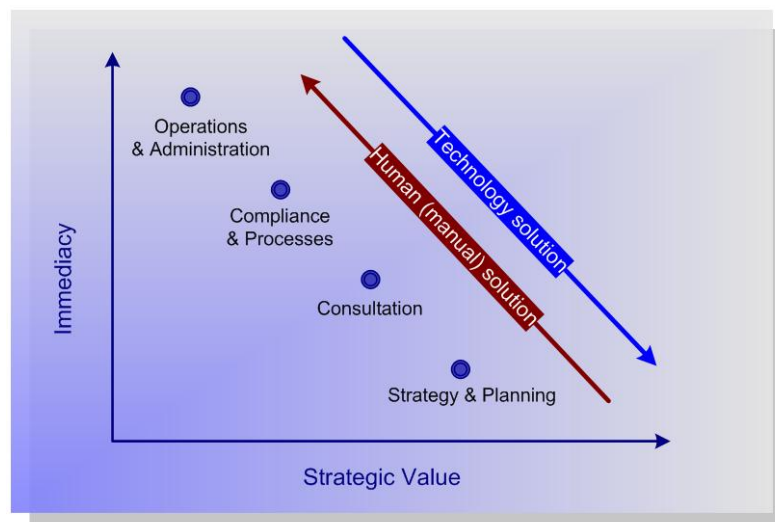 Operations
& Administration
Technology solution
Human (manual) solution
Compliance
& Processes
Consultation
Strategy & Planning
Immediacy
Strategic Value